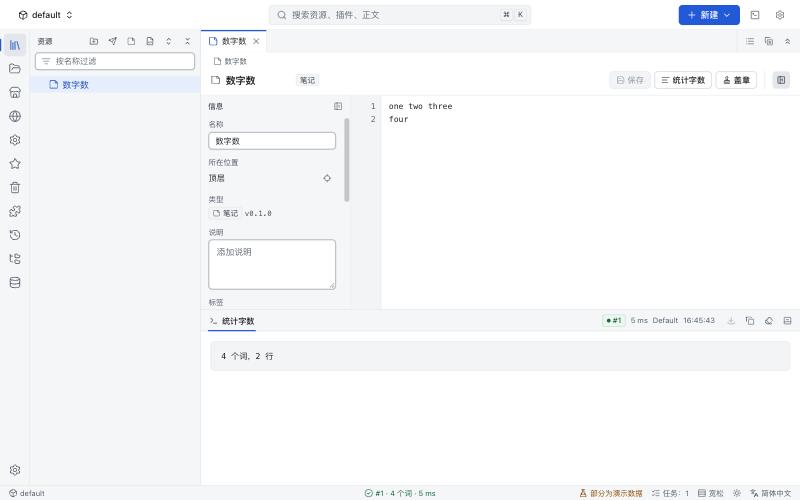 default
搜索资源、插件、正文
⌘ K
新建
资源
按名称过滤
数字数
数字数
数字数
数字数
笔记
保存
统计字数
盖章
信息
名称
数字数
所在位置
顶层
类型
笔记 v0.1.0
说明
添加说明
标签
1 one two three
2 four
统计字数
#1 5 ms Default 16:45:43
4 个词，2 行
default
#1 · 4 个词 · 5 ms
部分为演示数据
任务：1
宽松
简体中文